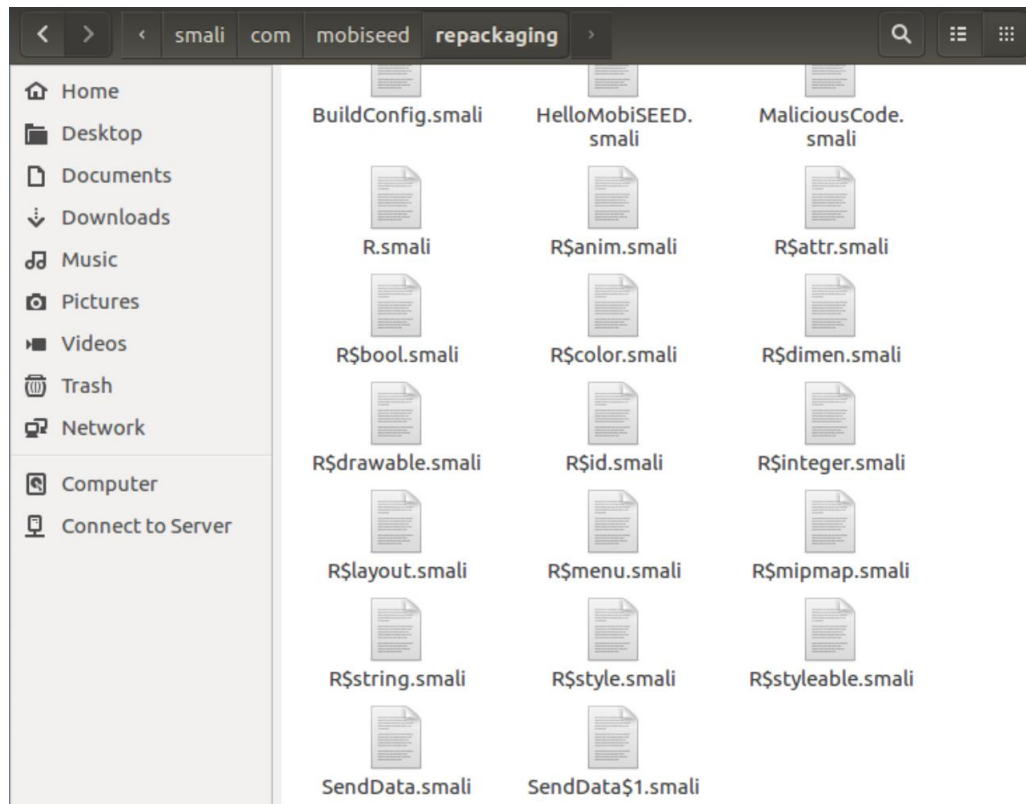 smali com mobiseed repackaging
Home
Desktop
Documents
Downloads
Music
Pictures
Videos
Trash
Network
Computer
Connect to Server
BuildConfig.smali HelloMobiSEED. MaliciousCode.
smali smali
R.smali R$anim.smali R$attr.smali
R$bool.smali R$color.smali R$dimen.smali
R$drawable.smali R$id.smali R$integer.smali
R$layout.smali R$menu.smali R$mipmap.smali
R$string.smali R$style.smali R$styleable.smali
SendData.smali SendData$1.smali